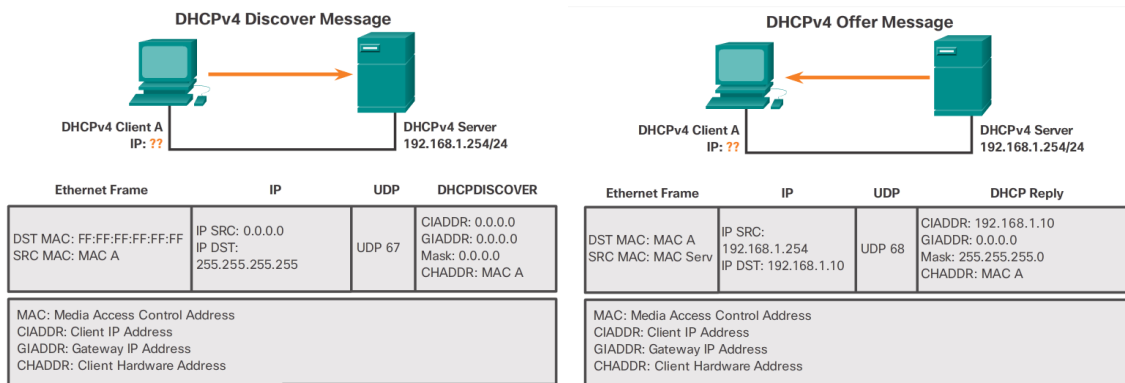 DHCPv4 Discover Message
DHCPv4 Client A
IP: ??
DHCPv4 Server
192.168.1.254/24
Ethernet Frame
IP
UDP
DHCPDISCOVER
DST MAC: FF:FF:FF:FF:FF:FF
SRC MAC: MAC A
IP SRC: 0.0.0.0
IP DST:
255.255.255.255
UDP 67
CIADDR: 0.0.0.0
GIADDR: 0.0.0.0
Mask: 0.0.0.0
CHADDR: MAC A
MAC: Media Access Control Address
CIADDR: Client IP Address
GIADDR: Gateway IP Address
CHADDR: Client Hardware Address
DHCPv4 Offer Message
DHCPv4 Client A
IP: ??
DHCPv4 Server
192.168.1.254/24
Ethernet Frame
IP
UDP
DHCP Reply
DST MAC: MAC A
SRC MAC: MAC Serv
IP SRC:
192.168.1.254
IP DST: 192.168.1.10
UDP 68
CIADDR: 192.168.1.10
GIADDR: 0.0.0.0
Mask: 255.255.255.0
CHADDR: MAC A
MAC: Media Access Control Address
CIADDR: Client IP Address
GIADDR: Gateway IP Address
CHADDR: Client Hardware Address